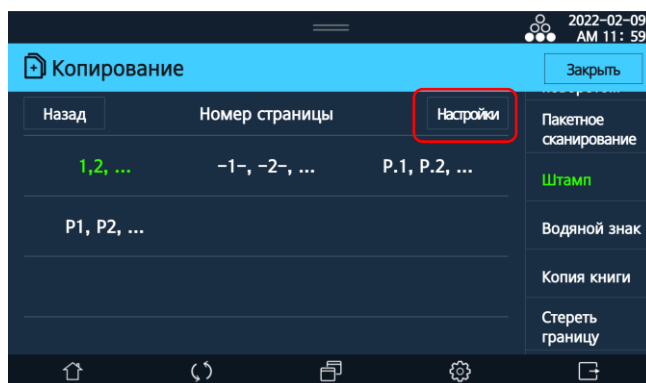 2022-02-09
AM 11: 59
Копирование
Закрыть
Назад
Номер страницы
Настройки
Пакетное
сканирование
1,2, ...
-1-, -2-, ...
P.1, P.2, ...
Штамп
P1, P2, ...
Водяной знак
Копия книги
Стереть
границу